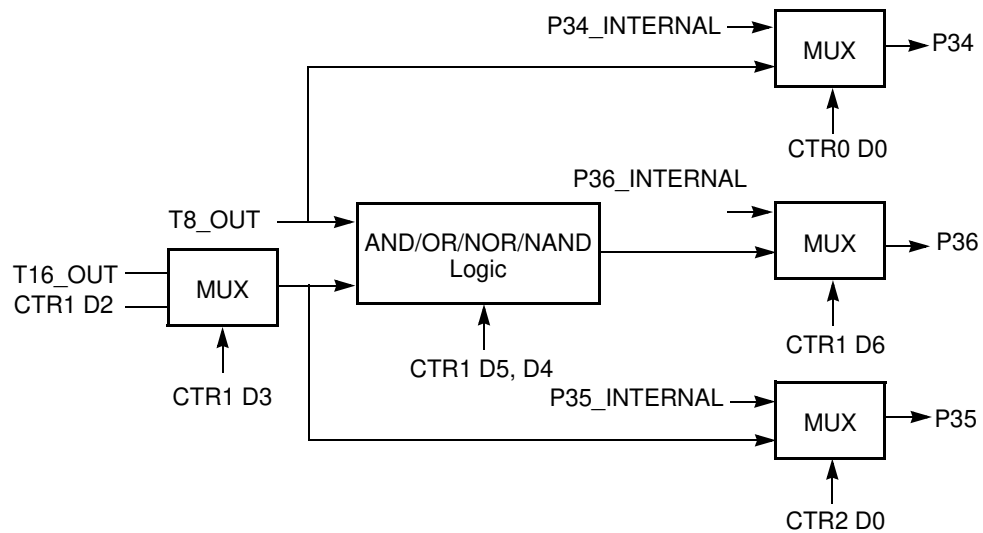 P34_INTERNAL
MUX
P34
CTR0 D0
P36_INTERNAL
T8_OUT
AND/OR/NOR/NAND
Logic
MUX
P36
T16_OUT
CTR1 D2
MUX
CTR1 D6
CTR1 D5, D4
CTR1 D3
P35_INTERNAL
MUX
P35
CTR2 D0